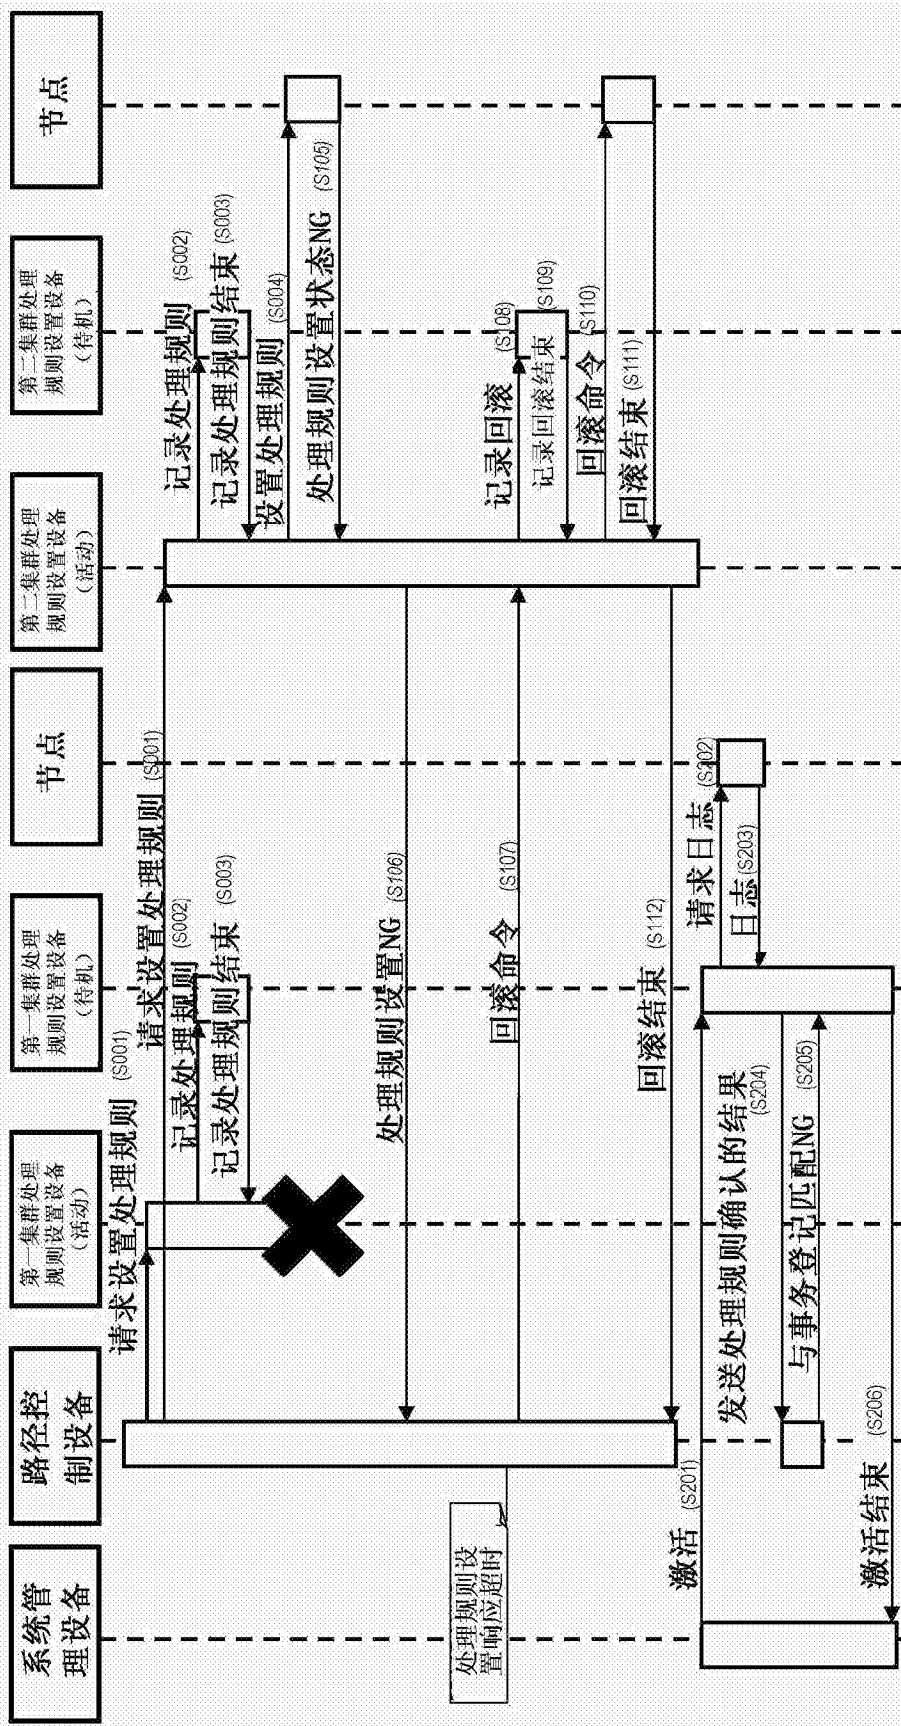 系统管
理设备
路径控
制设备
第一集群处理
规则设置设备
（活动）
第一集群处理
规则设置设备
（待机）
节点
第二集群处理
规则设置设备
（活动）
第二集群处理
规则设置设备
（待机）
节点
请求设置处理规则 (S001)
请求设置处理规则 (S001)
记录处理规则 (S002)
记录处理规则 (S002)
记录处理规则结束 (S003)
记录处理规则结束 (S003)
设置处理规则 (S004)
处理规则设置状态NG (S105)
处理规则设置NG (S106)
处理规则设
置响应超时
回滚命令 (S107)
记录回滚 (S108)
记录回滚结束 (S109)
回滚命令 (S110)
回滚结束 (S111)
回滚结束 (S112)
激活 (S201)
请求日志 (S202)
日志 (S203)
发送处理规则确认的结果 (S204)
与事务登记匹配NG (S205)
激活结束 (S206)